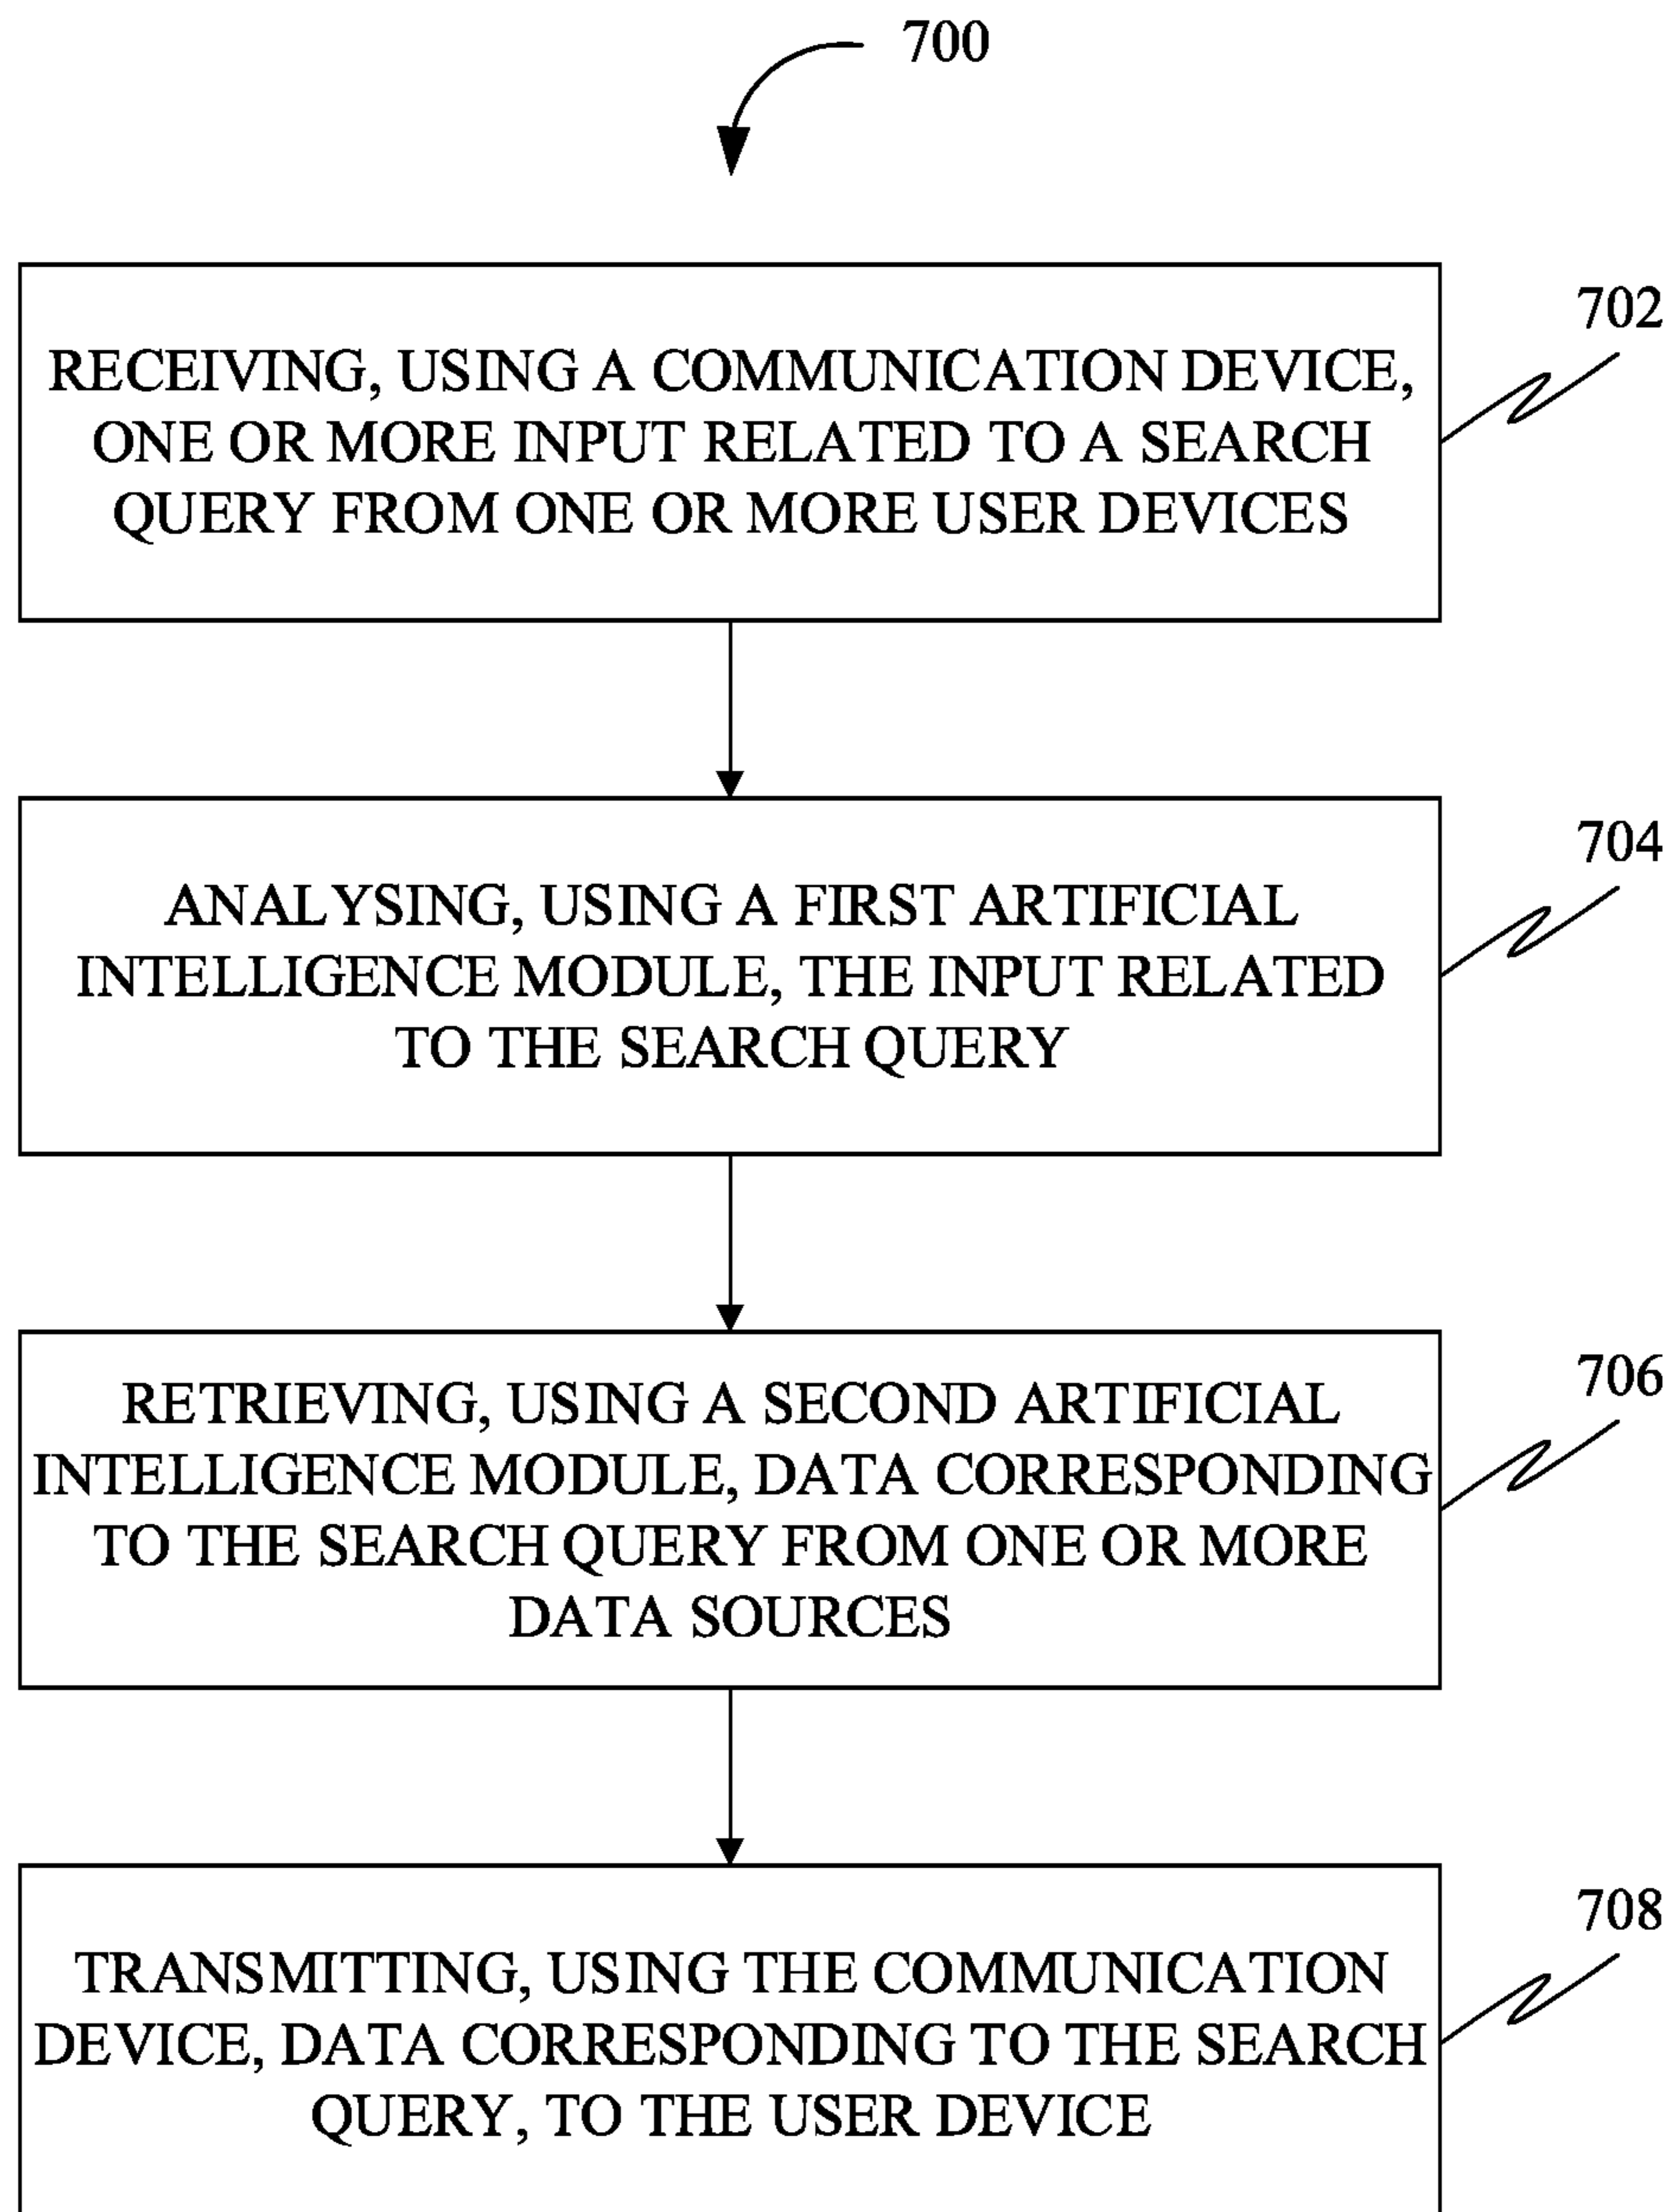 700
702
RECEIVING, USING A COMMUNICATION DEVICE,
ONE OR MORE INPUT RELATED TO A SEARCH
QUERY FROM ONE OR MORE USER DEVICES
704
ANALYSING, USING A FIRST ARTIFICIAL
INTELLIGENCE MODULE, THE INPUT RELATED
TO THE SEARCH QUERY
706
RETRIEVING, USING A SECOND ARTIFICIAL
INTELLIGENCE MODULE, DATA CORRESPONDING
TO THE SEARCH QUERY FROM ONE OR MORE
DATA SOURCES
708
TRANSMITTING, USING THE COMMUNICATION
DEVICE, DATA CORRESPONDING TO THE SEARCH
QUERY, TO THE USER DEVICE